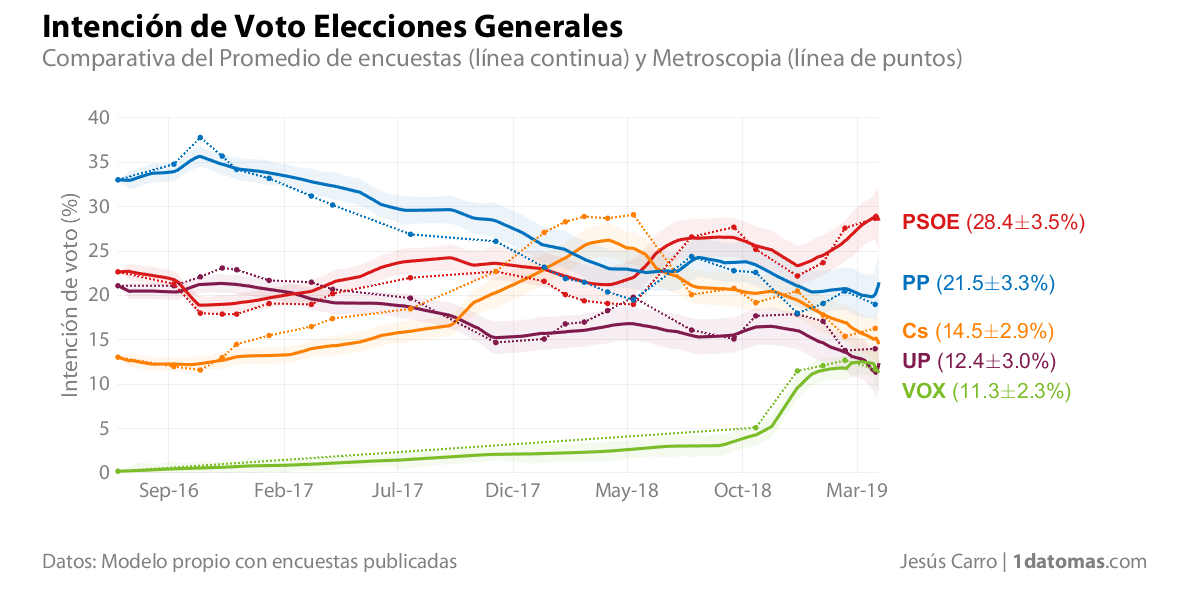 Intención de Voto Elecciones Generales
Comparativa del Promedio de encuestas (línea continua) y Metroscopia (línea de puntos)
Intención de voto (%)
40
35
30
25
20
15
10
5
0
Sep-16 Feb-17 Jul-17 Dic-17 May-18 Oct-18 Mar-19
PSOE (28.4±3.5%)
PP (21.5±3.3%)
Cs (14.5±2.9%)
UP (12.4±3.0%)
VOX (11.3±2.3%)
Datos: Modelo propio con encuestas publicadas
Jesús Carro | 1datomas.com